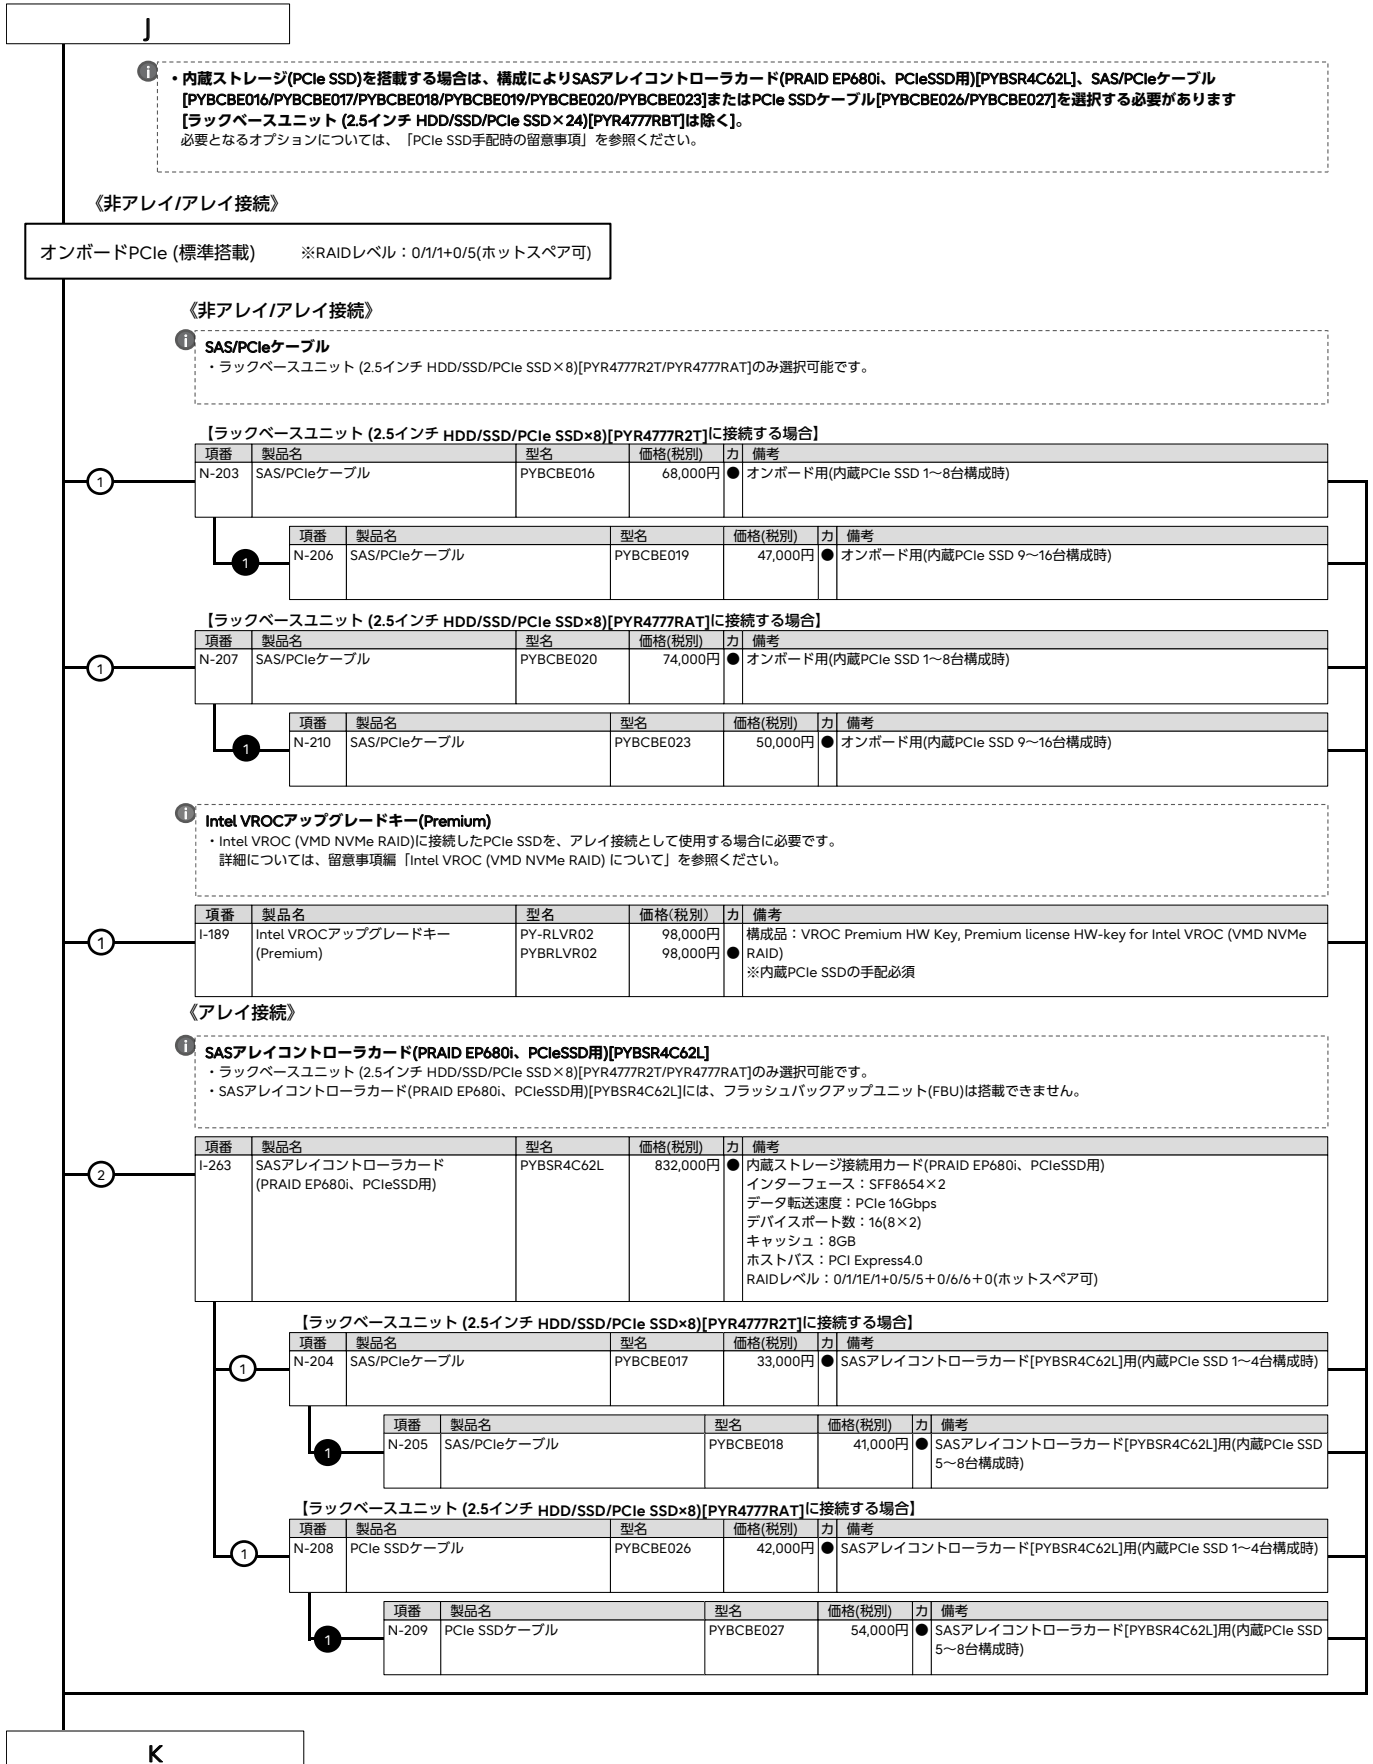 J
・内蔵ストレージ(PCIe SSD)を搭載する場合は、構成によりSASアレイコントローラカード(PRAID EP680i、PCIeSSD用)[PYBSR4C62L]、SAS/PCIeケーブル
[PYBCBE016/PYBCBE017/PYBCBE018/PYBCBE019/PYBCBE020/PYBCBE023]またはPCIe SSDケーブル[PYBCBE026/PYBCBE027]を選択する必要があります
[ラックベースユニット (2.5インチ HDD/SSD/PCIe SSD×24)[PYR4777RBT]は除く]。
必要となるオプションについては、「PCIe SSD手配時の留意事項」を参照ください。
《非アレイ/アレイ接続》
オンボードPCIe (標準搭載) ※RAIDレベル：0/1/1+0/5(ホットスペア可)
《非アレイ/アレイ接続》
SAS/PCIeケーブル
・ラックベースユニット (2.5インチ HDD/SSD/PCIe SSD×8)[PYR4777R2T/PYR4777RAT]のみ選択可能です。
【ラックベースユニット (2.5インチ HDD/SSD/PCIe SSD×8)[PYR4777R2T]に接続する場合】
項番 製品名 型名 価格(税別) カ 備考
1 N-203 SAS/PCIeケーブル PYBCBE016 68,000円 ● オンボード用(内蔵PCIe SSD 1～8台構成時)
項番 製品名 型名 価格(税別) カ 備考
1 N-206 SAS/PCIeケーブル PYBCBE019 47,000円 ● オンボード用(内蔵PCIe SSD 9～16台構成時)
【ラックベースユニット (2.5インチ HDD/SSD/PCIe SSD×8)[PYR4777RAT]に接続する場合】
項番 製品名 型名 価格(税別) カ 備考
1 N-207 SAS/PCIeケーブル PYBCBE020 74,000円 ● オンボード用(内蔵PCIe SSD 1～8台構成時)
項番 製品名 型名 価格(税別) カ 備考
1 N-210 SAS/PCIeケーブル PYBCBE023 50,000円 ● オンボード用(内蔵PCIe SSD 9～16台構成時)
Intel VROCアップグレードキー(Premium)
・Intel VROC (VMD NVMe RAID)に接続したPCIe SSDを、アレイ接続として使用する場合に必要です。
詳細については、留意事項編「Intel VROC (VMD NVMe RAID) について」を参照ください。
項番 製品名 型名 価格(税別) カ 備考
1 I-189 Intel VROCアップグレードキー PY-RLVR02 98,000円 構成品：VROC Premium HW Key, Premium license HW-key for Intel VROC (VMD NVMe
(Premium) PYBRLVR02 98,000円 ● RAID)
※内蔵PCIe SSDの手配必須
《アレイ接続》
SASアレイコントローラカード(PRAID EP680i、PCIeSSD用)[PYBSR4C62L]
・ラックベースユニット (2.5インチ HDD/SSD/PCIe SSD×8)[PYR4777R2T/PYR4777RAT]のみ選択可能です。
・SASアレイコントローラカード(PRAID EP680i、PCIeSSD用)[PYBSR4C62L]には、フラッシュバックアップユニット(FBU)は搭載できません。
項番 製品名 型名 価格(税別) カ 備考
2 I-263 SASアレイコントローラカード PYBSR4C62L 832,000円 ● 内蔵ストレージ接続用カード(PRAID EP680i、PCIeSSD用)
(PRAID EP680i、PCIeSSD用) インターフェース：SFF8654×2
データ転送速度：PCIe 16Gbps
デバイスポート数：16(8×2)
キャッシュ：8GB
ホストバス：PCI Express4.0
RAIDレベル：0/1/1E/1+0/5/5＋0/6/6＋0(ホットスペア可)
【ラックベースユニット (2.5インチ HDD/SSD/PCIe SSD×8)[PYR4777R2T]に接続する場合】
項番 製品名 型名 価格(税別) カ 備考
1 N-204 SAS/PCIeケーブル PYBCBE017 33,000円 ● SASアレイコントローラカード[PYBSR4C62L]用(内蔵PCIe SSD 1～4台構成時)
項番 製品名 型名 価格(税別) カ 備考
1 N-205 SAS/PCIeケーブル PYBCBE018 41,000円 ● SASアレイコントローラカード[PYBSR4C62L]用(内蔵PCIe SSD
5～8台構成時)
【ラックベースユニット (2.5インチ HDD/SSD/PCIe SSD×8)[PYR4777RAT]に接続する場合】
項番 製品名 型名 価格(税別) カ 備考
1 N-208 PCIe SSDケーブル PYBCBE026 42,000円 ● SASアレイコントローラカード[PYBSR4C62L]用(内蔵PCIe SSD 1～4台構成時)
項番 製品名 型名 価格(税別) カ 備考
1 N-209 PCIe SSDケーブル PYBCBE027 54,000円 ● SASアレイコントローラカード[PYBSR4C62L]用(内蔵PCIe SSD
5～8台構成時)
K